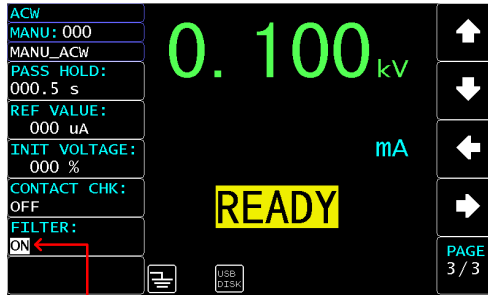 ACW
MANU: 000
MANU_ACW
PASS HOLD:
000.5 s
REF VALUE:
000 uA
INIT VOLTAGE:
000 %
CONTACT CHK:
OFF
FILTER:
ON
0.100 kV
mA
READY
USB
DISK
PAGE
3/3